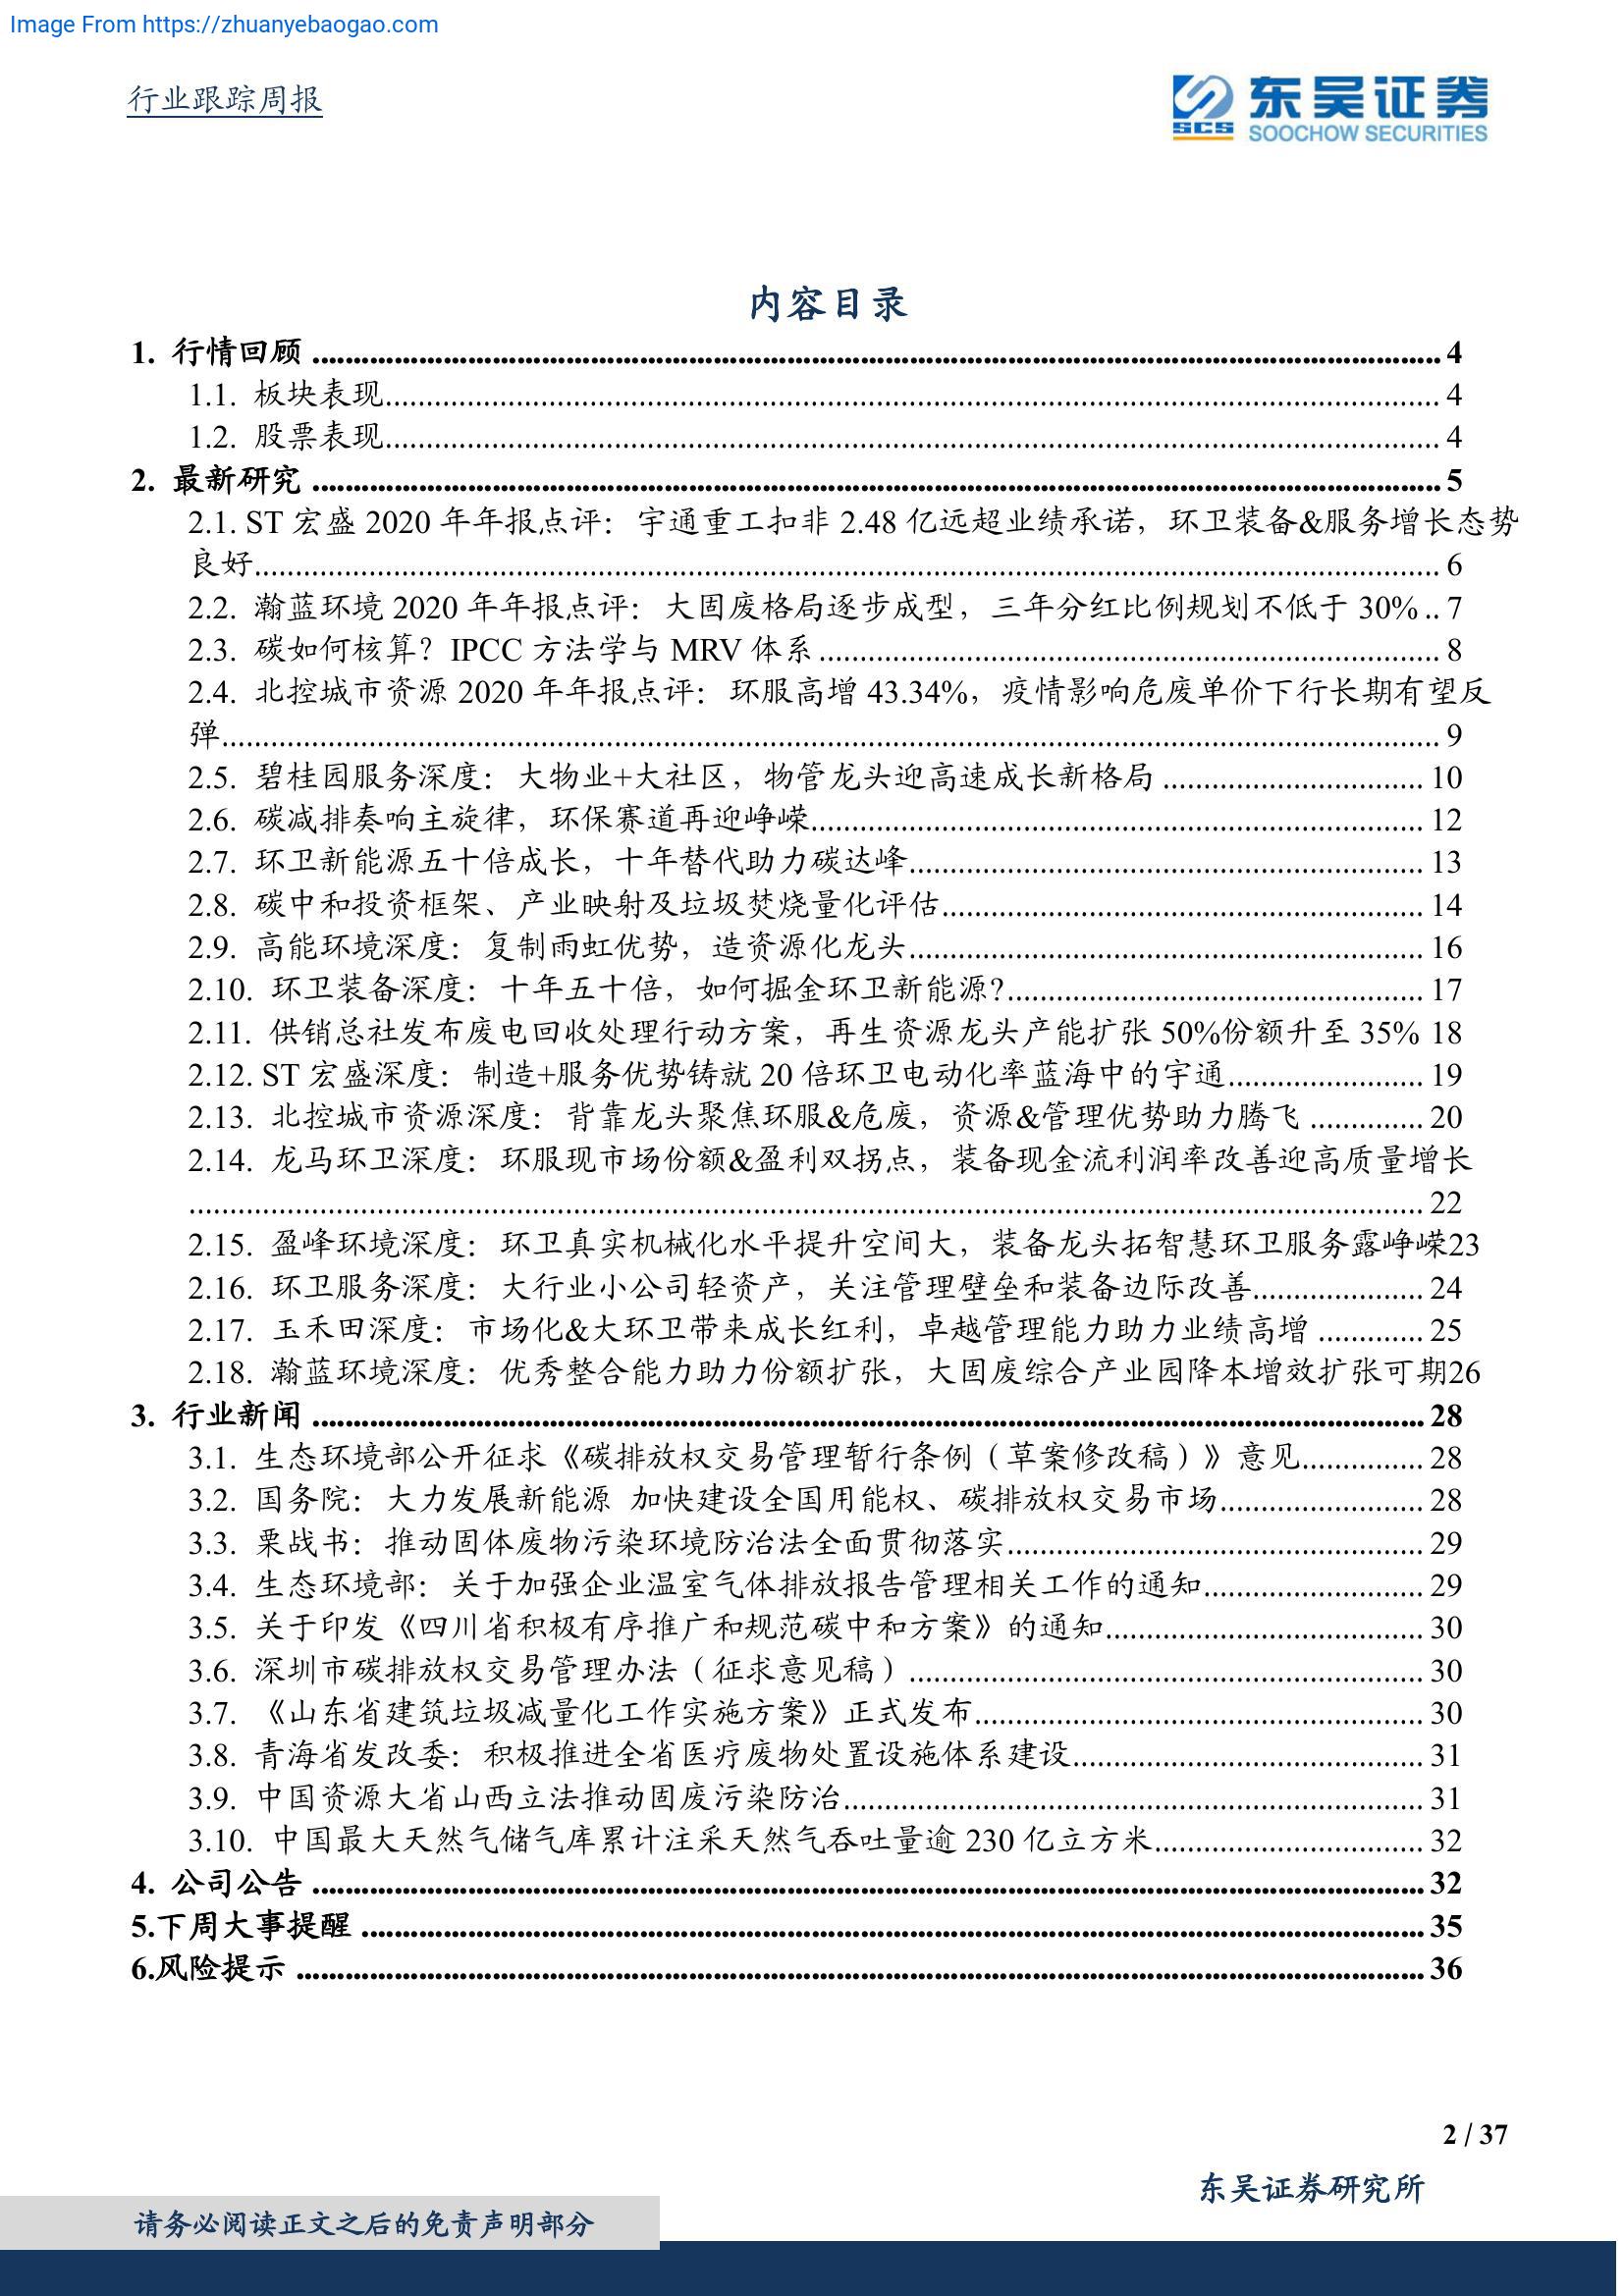 Image From https://zhuanyebaogao.com
行业跟踪周报
SCS 东吴证券
SOOCHOW SECURITIES
内容目录
1. 行情回顾 .......... 4
1.1. 板块表现.......... 4
1.2. 股票表现.......... 4
2. 最新研究 .......... 5
2.1. ST 宏盛 2020 年年报点评：宇通重工扣非 2.48 亿远超业绩承诺，环卫装备&服务增长态势
良好.......... 6
2.2. 瀚蓝环境 2020 年年报点评：大固废格局逐步成型，三年分红比例规划不低于 30% .. 7
2.3. 碳如何核算？IPCC 方法学与 MRV 体系 .......... 8
2.4. 北控城市资源 2020 年年报点评：环服高增 43.34%，疫情影响危废单价下行长期有望反
弹.......... 9
2.5. 碧桂园服务深度：大物业+大社区，物管龙头迎高速成长新格局 .......... 10
2.6. 碳减排奏响主旋律，环保赛道再迎峥嵘.......... 12
2.7. 环卫新能源五十倍成长，十年替代助力碳达峰.......... 13
2.8. 碳中和投资框架、产业映射及垃圾焚烧量化评估.......... 14
2.9. 高能环境深度：复制雨虹优势，造资源化龙头.......... 16
2.10. 环卫装备深度：十年五十倍，如何掘金环卫新能源?.......... 17
2.11. 供销总社发布废电回收处理行动方案，再生资源龙头产能扩张 50%份额升至 35% 18
2.12. ST 宏盛深度：制造+服务优势铸就 20 倍环卫电动化率蓝海中的宇通.......... 19
2.13. 北控城市资源深度：背靠龙头聚焦环服&危废，资源&管理优势助力腾飞 .......... 20
2.14. 龙马环卫深度：环服现市场份额&盈利双拐点，装备现金流利润率改善迎高质量增长
.......... 22
2.15. 盈峰环境深度：环卫真实机械化水平提升空间大，装备龙头拓智慧环卫服务露峥嵘23
2.16. 环卫服务深度：大行业小公司轻资产，关注管理壁垒和装备边际改善.......... 24
2.17. 玉禾田深度：市场化&大环卫带来成长红利，卓越管理能力助力业绩高增 .......... 25
2.18. 瀚蓝环境深度：优秀整合能力助力份额扩张，大固废综合产业园降本增效扩张可期26
3. 行业新闻 .......... 28
3.1. 生态环境部公开征求《碳排放权交易管理暂行条例（草案修改稿）》意见.......... 28
3.2. 国务院：大力发展新能源 加快建设全国用能权、碳排放权交易市场.......... 28
3.3. 栗战书：推动固体废物污染环境防治法全面贯彻落实.......... 29
3.4. 生态环境部：关于加强企业温室气体排放报告管理相关工作的通知.......... 29
3.5. 关于印发《四川省积极有序推广和规范碳中和方案》的通知.......... 30
3.6. 深圳市碳排放权交易管理办法（征求意见稿）.......... 30
3.7. 《山东省建筑垃圾减量化工作实施方案》正式发布.......... 30
3.8. 青海省发改委：积极推进全省医疗废物处置设施体系建设.......... 31
3.9. 中国资源大省山西立法推动固废污染防治.......... 31
3.10. 中国最大天然气储气库累计注采天然气吞吐量逾 230 亿立方米.......... 32
4. 公司公告 .......... 32
5.下周大事提醒 .......... 35
6.风险提示 .......... 36
2 / 37
东吴证券研究所
请务必阅读正文之后的免责声明部分